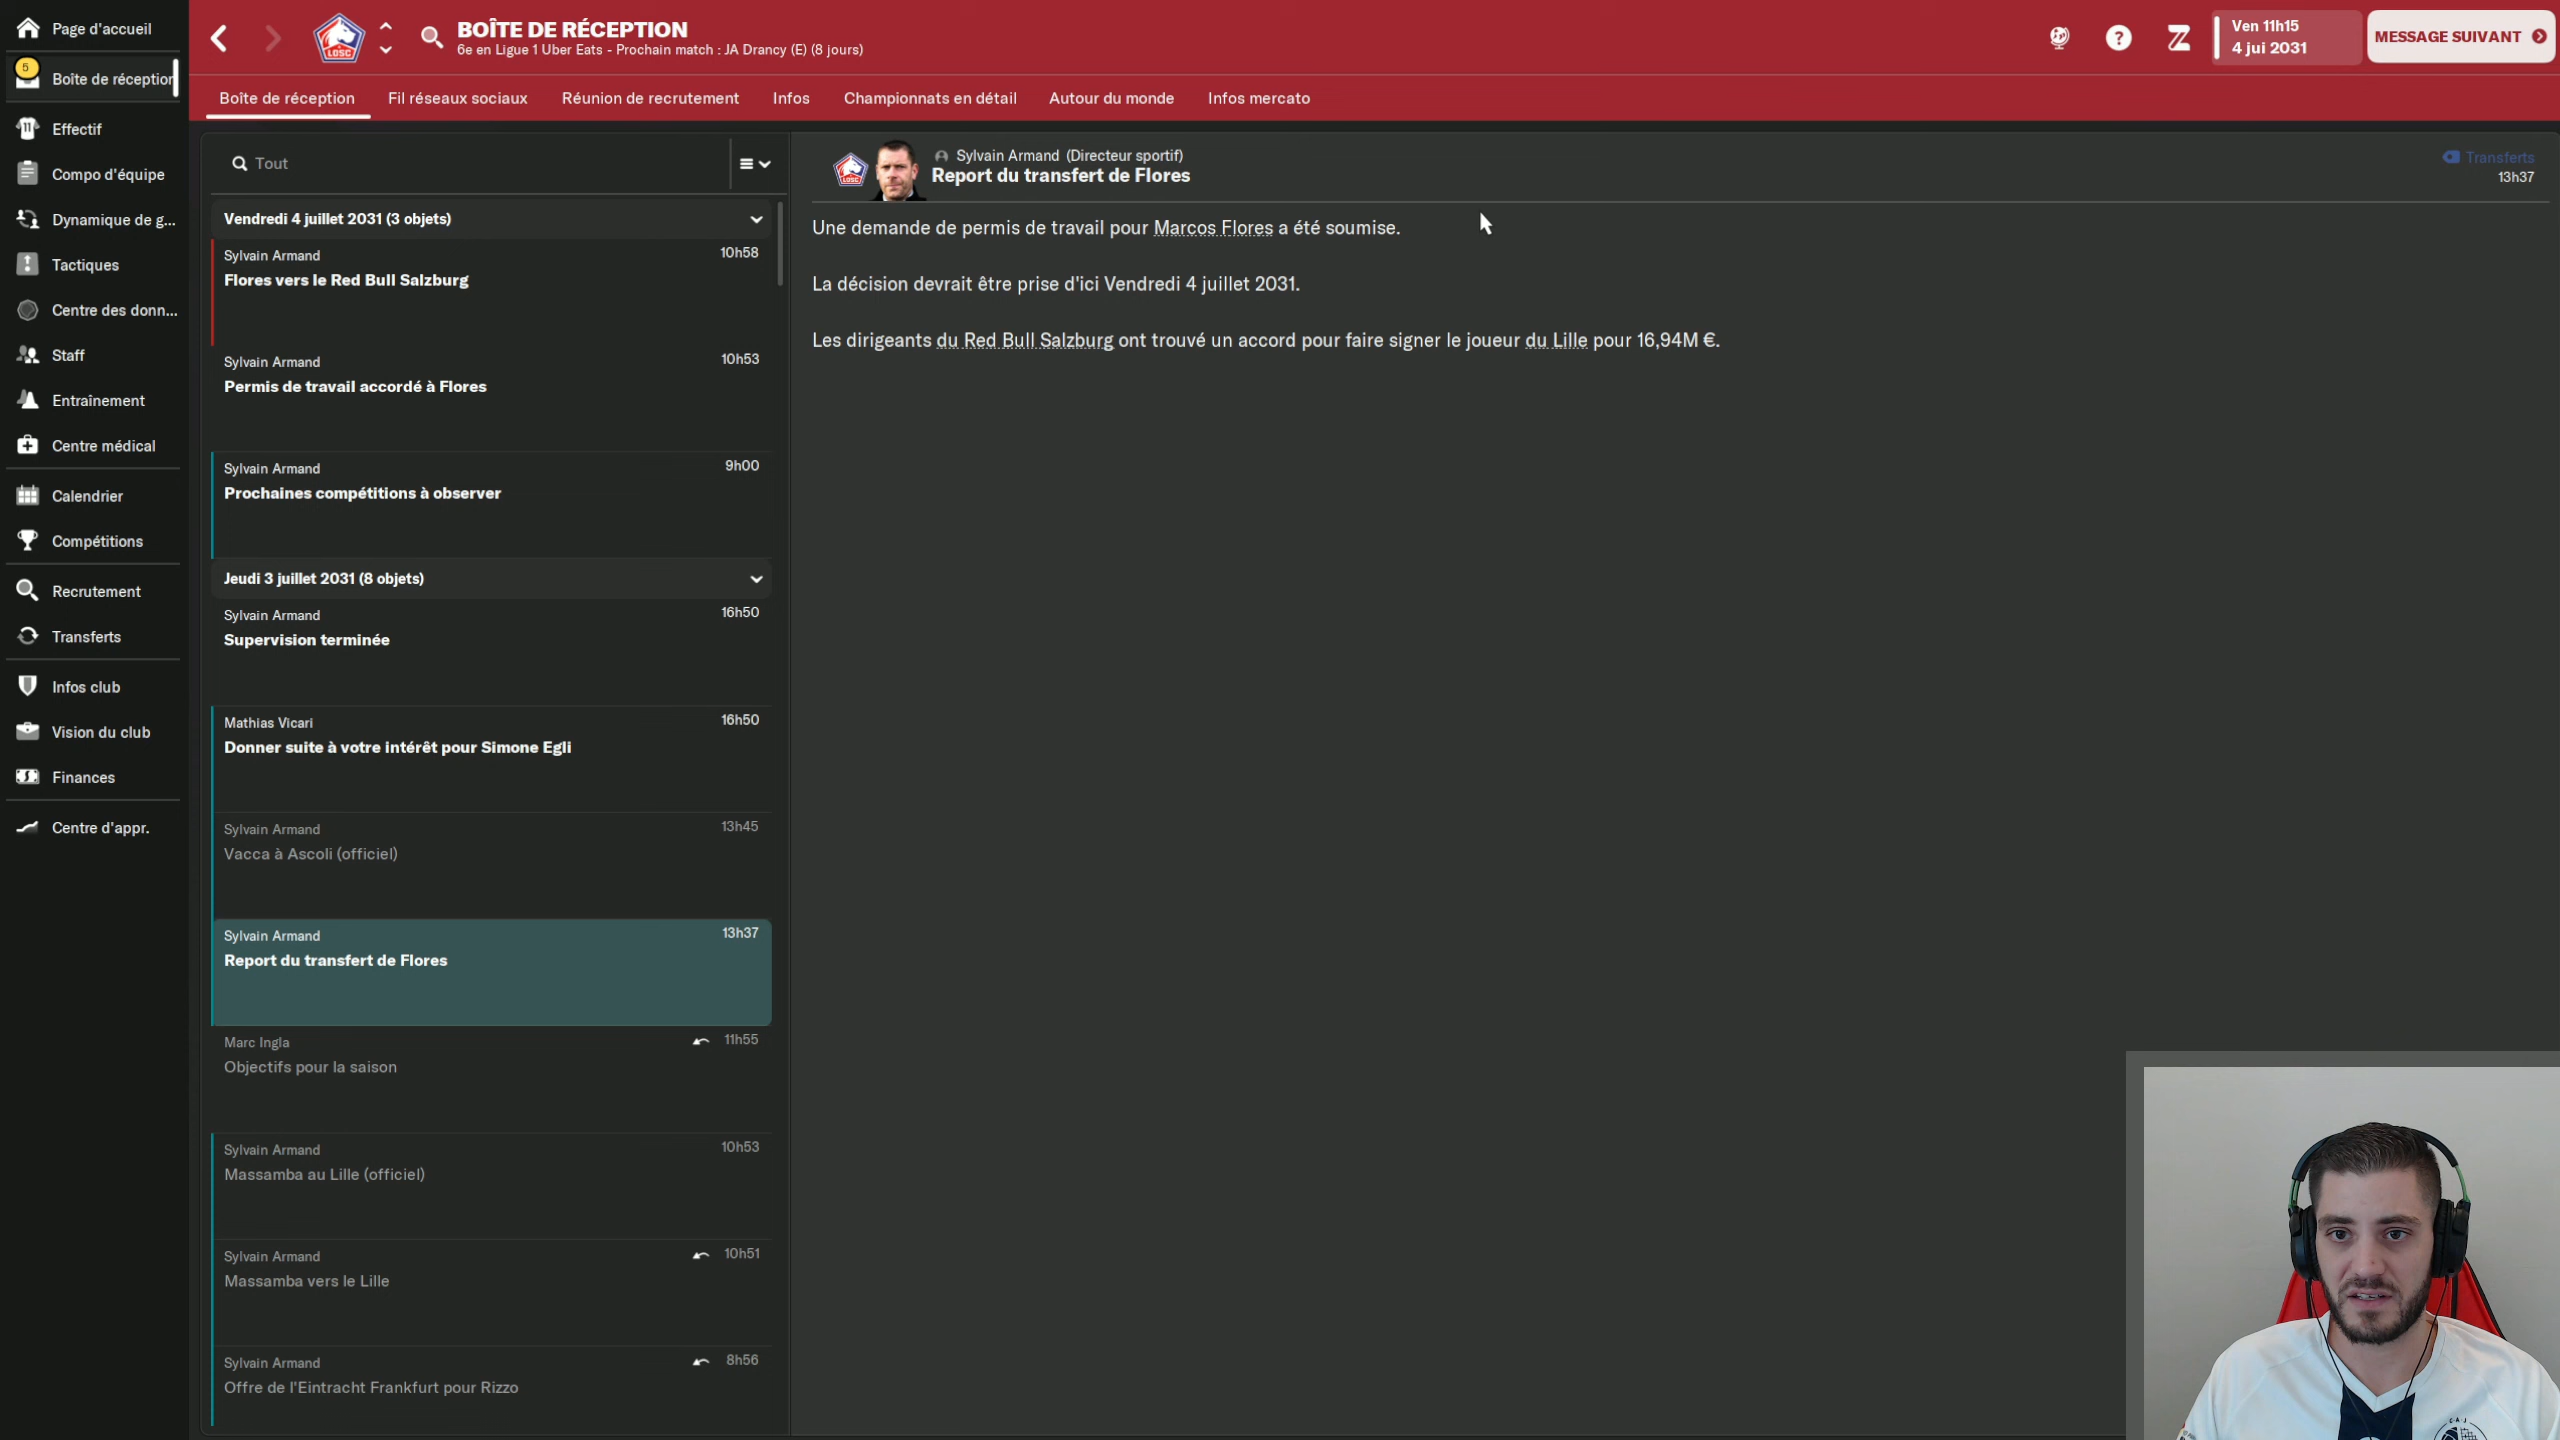 Page d'accueil
5
Boîte de réception
Effectif
Compo d'équipe
Dynamique de g...
Tactiques
Centre des donn...
Staff
Entraînement
Centre médical
Calendrier
Compétitions
Recrutement
Transferts
Infos club
Vision du club
Finances
Centre d'appr.
LOSC
BOÎTE DE RÉCEPTION
6e en Ligue 1 Uber Eats - Prochain match : JA Drancy (E) (8 jours)
Ven 11h15
4 jui 2031
MESSAGE SUIVANT
Boîte de réception
Fil réseaux sociaux
Réunion de recrutement
Infos
Championnats en détail
Autour du monde
Infos mercato
Tout
Vendredi 4 juillet 2031 (3 objets)
Sylvain Armand 10h58
Flores vers le Red Bull Salzburg
Sylvain Armand 10h53
Permis de travail accordé à Flores
Sylvain Armand 9h00
Prochaines compétitions à observer
Jeudi 3 juillet 2031 (8 objets)
Sylvain Armand 16h50
Supervision terminée
Mathias Vicari 16h50
Donner suite à votre intérêt pour Simone Egli
Sylvain Armand 13h45
Vacca à Ascoli (officiel)
Sylvain Armand 13h37
Report du transfert de Flores
Marc Ingla 11h55
Objectifs pour la saison
Sylvain Armand 10h53
Massamba au Lille (officiel)
Sylvain Armand 10h51
Massamba vers le Lille
Sylvain Armand 8h56
Offre de l'Eintracht Frankfurt pour Rizzo
LOSC
Sylvain Armand (Directeur sportif)
Report du transfert de Flores
Transferts
13h37
Une demande de permis de travail pour Marcos Flores a été soumise.
La décision devrait être prise d'ici Vendredi 4 juillet 2031.
Les dirigeants du Red Bull Salzburg ont trouvé un accord pour faire signer le joueur du Lille pour 16,94M €.
C.A.J